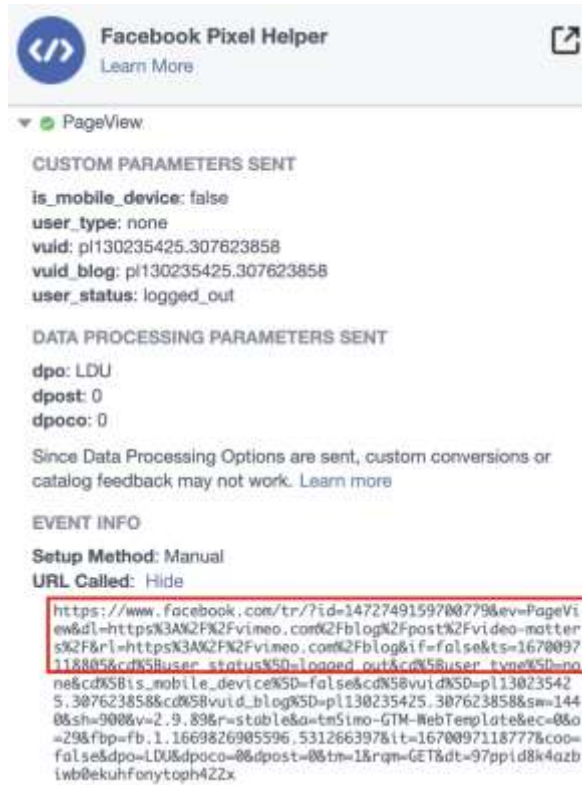 </>
Facebook Pixel Helper
Learn More
PageView
CUSTOM PARAMETERS SENT
is_mobile_device: false
user_type: none
vuid: pl130235425.307623858
vuid_blog: pl130235425.307623858
user_status: logged_out
DATA PROCESSING PARAMETERS SENT
dpo: LDU
dpost: 0
dpoco: 0
Since Data Processing Options are sent, custom conversions or
catalog feedback may not work. Learn more
EVENT INFO
Setup Method: Manual
URL Called: Hide
https://www.facebook.com/tr/?id=1472749159700779&ev=PageVi
ew&dl=https%3A%2F%2Fvimeo.com%2Fblog%2Fpost%2Fvideo-matter
s%2F&rl=https%3A%2F%2Fvimeo.com%2Fblog&if=false&ts=1670097
118805&cd%5Buser_status%5D=logged_out&cd%5Buser_type%5D=no
ne&cd%5Bis_mobile_device%5D=false&cd%5Bvuid%5D=pl13023542
5.307623858&cd%5Bvuid_blog%5D=pl130235425.307623858&sw=144
0&sh=900&v=2.9.89&r=stable&a=tmSimo-GTM-WebTemplate&ec=0&o
=29&fbp=fb.1.1669826905596.531266397&it=1670097118777&coo=
false&dpo=LDU&dpoco=0&dpost=0&tm=1&rqm=GET&dt=97ppid8k4azb
iwb0ekuhfonytoph422x